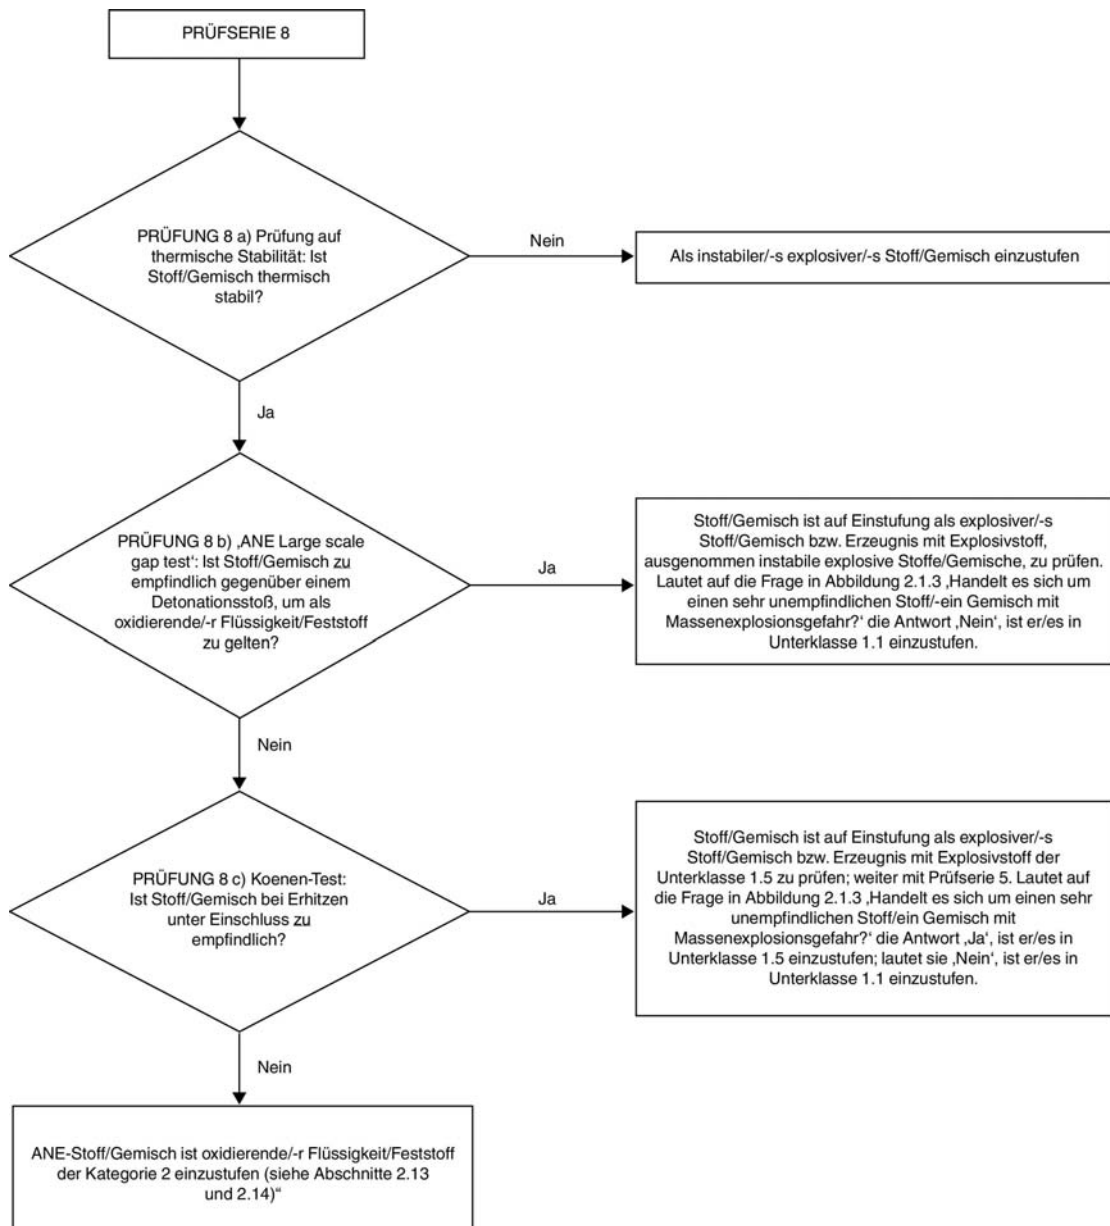 PRÜFSERIE 8
PRÜFUNG 8 a) Prüfung auf
thermische Stabilität: Ist
Stoff/Gemisch thermisch
stabil?
Nein
Als instabiler/-s explosiver/-s Stoff/Gemisch einzustufen
Ja
PRÜFUNG 8 b) ‚ANE Large scale
gap test‘: Ist Stoff/Gemisch zu
empfindlich gegenüber einem
Detonationsstoß, um als
oxidierende/-r Flüssigkeit/Feststoff
zu gelten?
Ja
Stoff/Gemisch ist auf Einstufung als explosiver/-s
Stoff/Gemisch bzw. Erzeugnis mit Explosivstoff,
ausgenommen instabile explosive Stoffe/Gemische, zu prüfen.
Lautet auf die Frage in Abbildung 2.1.3 ‚Handelt es sich um
einen sehr unempfindlichen Stoff/-ein Gemisch mit
Massenexplosionsgefahr?‘ die Antwort ‚Nein‘, ist er/es in
Unterklasse 1.1 einzustufen.
Nein
PRÜFUNG 8 c) Koenen-Test:
Ist Stoff/Gemisch bei Erhitzen
unter Einschluss zu
empfindlich?
Ja
Stoff/Gemisch ist auf Einstufung als explosiver/-s
Stoff/Gemisch bzw. Erzeugnis mit Explosivstoff der
Unterklasse 1.5 zu prüfen; weiter mit Prüfserie 5. Lautet auf
die Frage in Abbildung 2.1.3 ‚Handelt es sich um einen sehr
unempfindlichen Stoff/ein Gemisch mit
Massenexplosionsgefahr?‘ die Antwort ‚Ja‘, ist er/es in
Unterklasse 1.5 einzustufen; lautet sie ‚Nein‘, ist er/es in
Unterklasse 1.1 einzustufen.
Nein
ANE-Stoff/Gemisch ist oxidierende/-r Flüssigkeit/Feststoff
der Kategorie 2 einzustufen (siehe Abschnitte 2.13
und 2.14)“